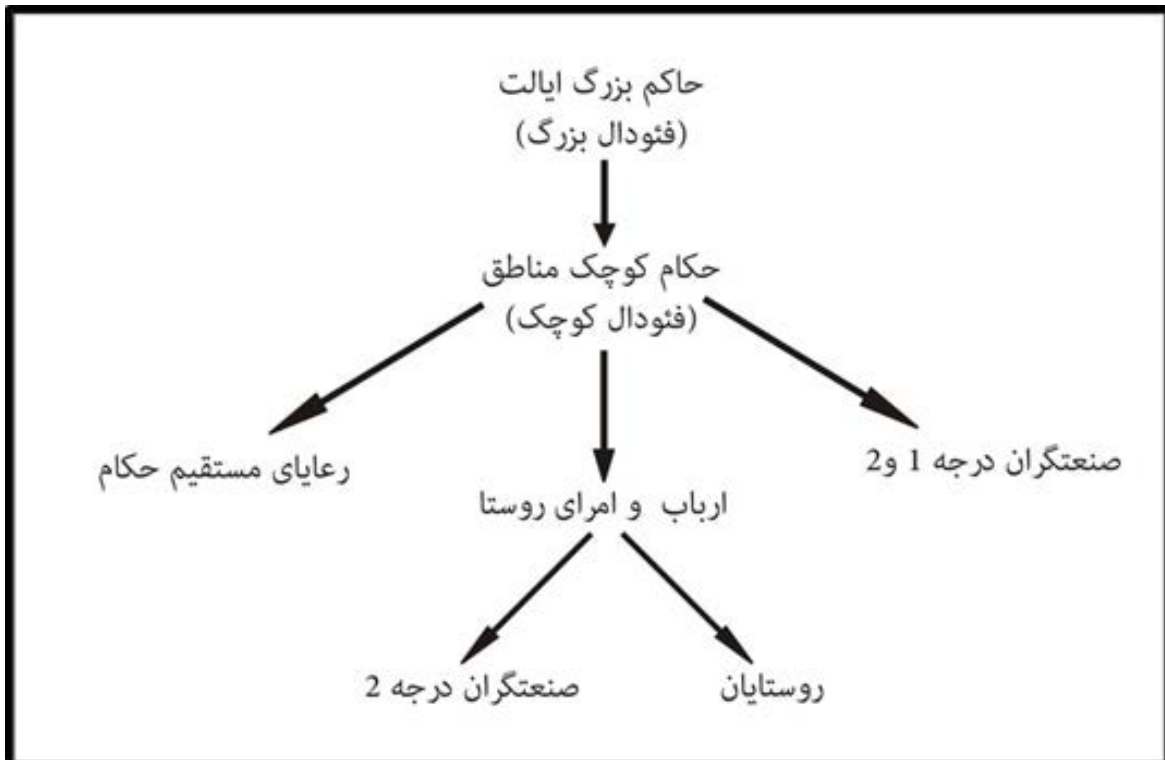 حاکم بزرگ ایالت
(فئودال بزرگ)
حکام کوچک مناطق
(فئودال کوچک)
صنعتگران درجه 1 و2
رعایای مستقیم حکام
ارباب و امرای روستا
روستایان
صنعتگران درجه 2